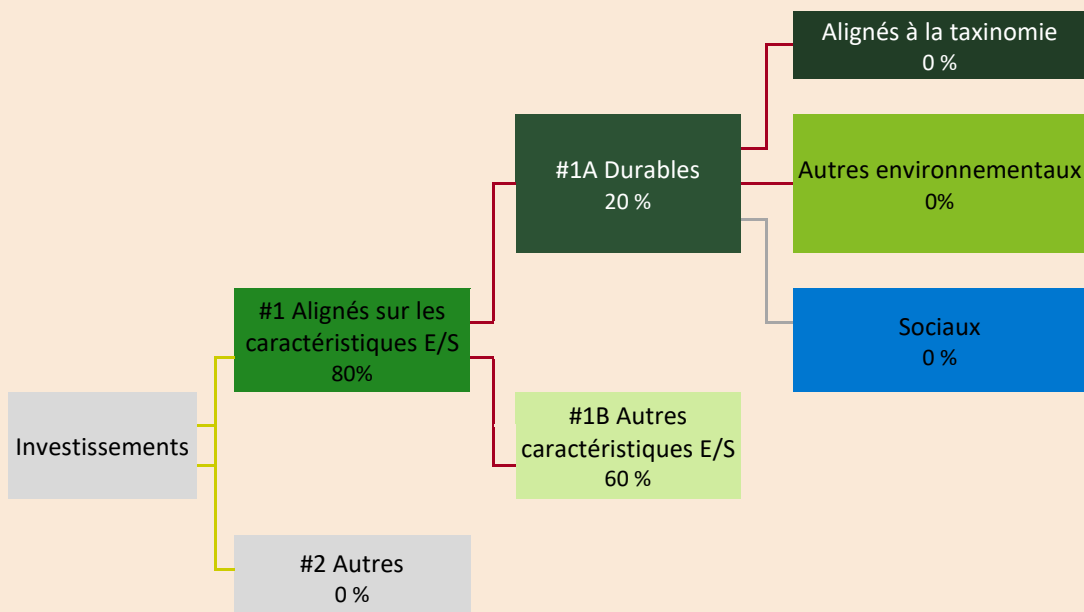 Investissements
#1 Alignés sur les
caractéristiques E/S
80%
#2 Autres
0 %
#1A Durables
20 %
#1B Autres
caractéristiques E/S
60 %
Alignés à la taxinomie
0 %
Autres environnementaux
0%
Sociaux
0 %